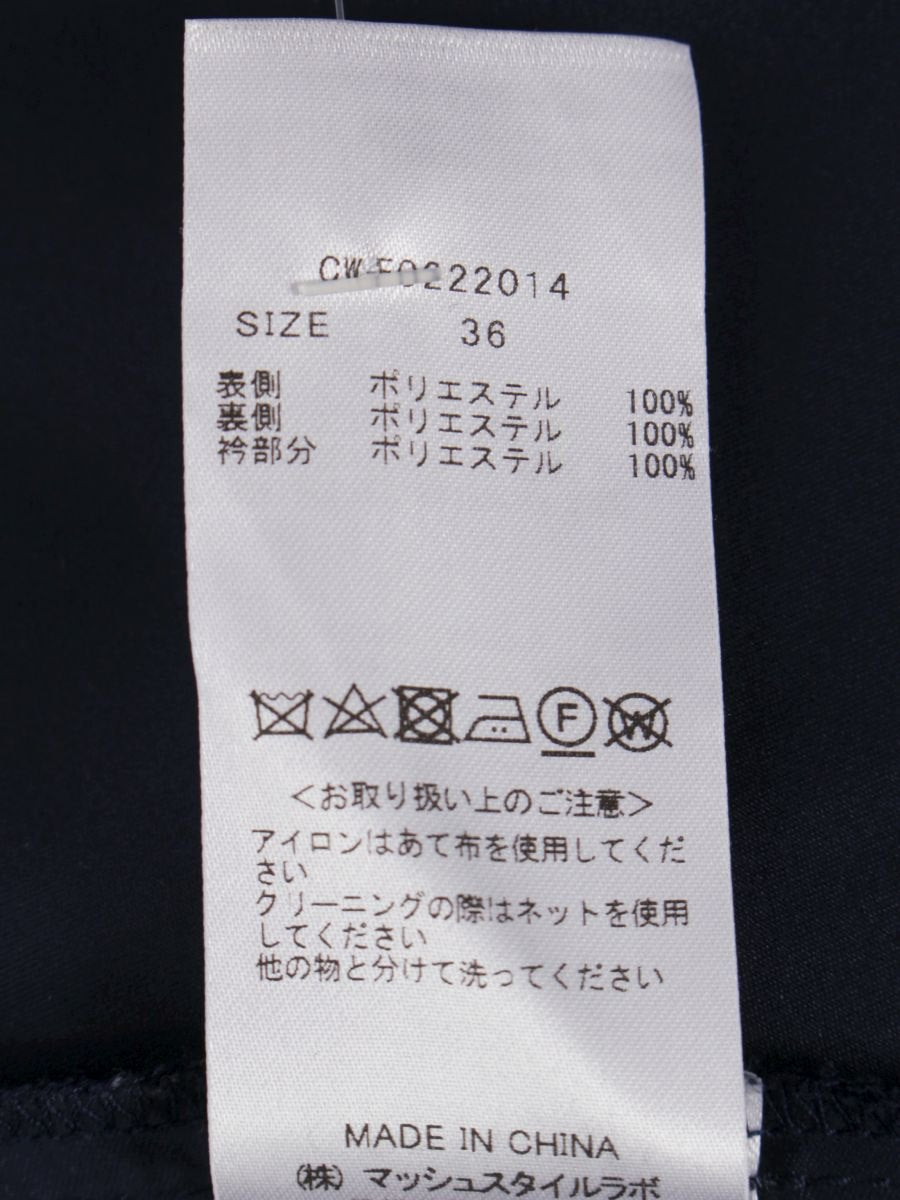 CW-F0222014
SIZE 36
表側 ポリエステル 100%
裏側 ポリエステル 100%
衿部分 ポリエステル 100%
F
W
<お取り扱い上のご注意>
アイロンはあて布を使用してくだ
さい
クリーニングの際はネットを使用
してください
他の物と分けて洗ってください
MADE IN CHINA
(株)マッシュスタイルラボ